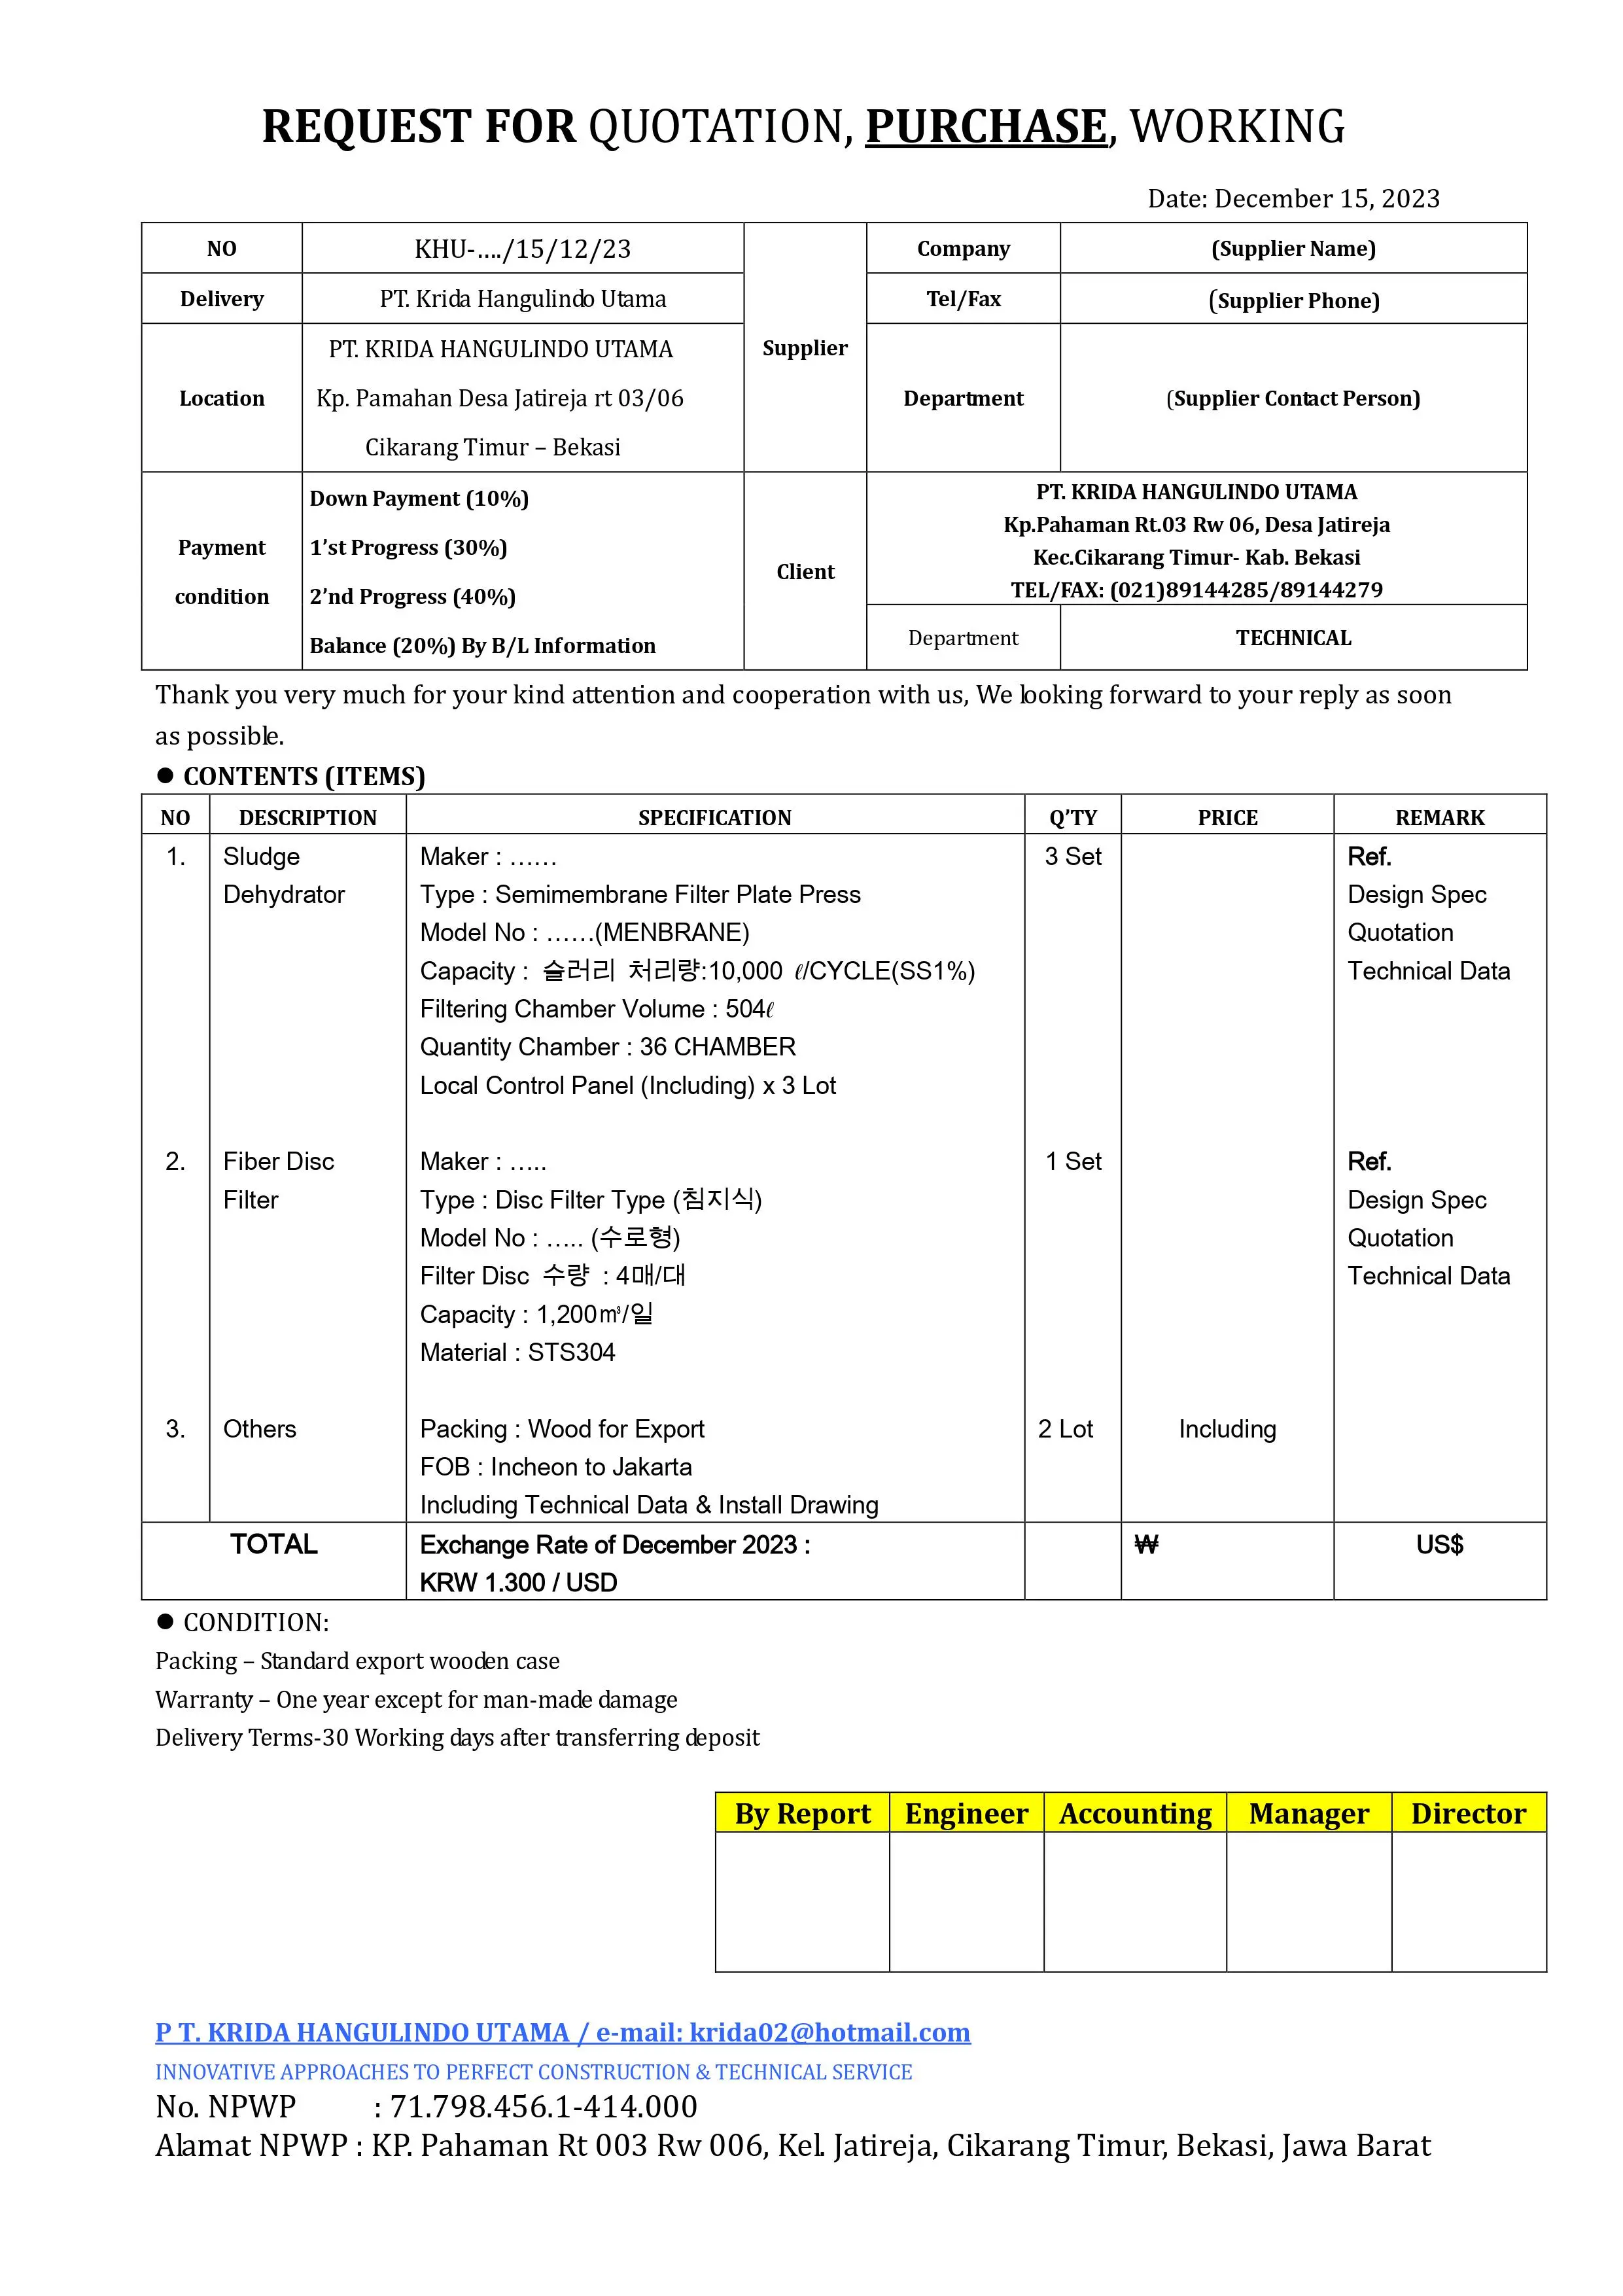 REQUEST FOR QUOTATION, PURCHASE, WORKING
Date: December 15, 2023
NO
KHU-…./15/12/23
Supplier
Company
(Supplier Name)
Delivery
PT. Krida Hangulindo Utama
Tel/Fax
(Supplier Phone)
Location
PT. KRIDA HANGULINDO UTAMA
Kp. Pamahan Desa Jatireja rt 03/06
Cikarang Timur – Bekasi
Department
(Supplier Contact Person)
Payment
condition
Down Payment (10%)
1’st Progress (30%)
2’nd Progress (40%)
Balance (20%) By B/L Information
Client
PT. KRIDA HANGULINDO UTAMA
Kp.Pahaman Rt.03 Rw 06, Desa Jatireja
Kec.Cikarang Timur- Kab. Bekasi
TEL/FAX: (021)89144285/89144279
Department
TECHNICAL
Thank you very much for your kind attention and cooperation with us, We looking forward to your reply as soon
as possible.
● CONTENTS (ITEMS)
NO DESCRIPTION SPECIFICATION Q’TY PRICE REMARK
1. Sludge Maker : …… 3 Set Ref.
Dehydrator Type : Semimembrane Filter Plate Press Design Spec
Model No : ……(MENBRANE) Quotation
Capacity : 슬러리 처리량:10,000 ℓ/CYCLE(SS1%) Technical Data
Filtering Chamber Volume : 504ℓ
Quantity Chamber : 36 CHAMBER
Local Control Panel (Including) x 3 Lot
2. Fiber Disc Maker : ….. 1 Set Ref.
Filter Type : Disc Filter Type (침지식) Design Spec
Model No : ….. (수로형) Quotation
Filter Disc 수량 : 4매/대 Technical Data
Capacity : 1,200㎥/일
Material : STS304
3. Others Packing : Wood for Export 2 Lot Including
FOB : Incheon to Jakarta
Including Technical Data & Install Drawing
TOTAL Exchange Rate of December 2023 : ₩ US$
KRW 1.300 / USD
● CONDITION:
Packing – Standard export wooden case
Warranty – One year except for man-made damage
Delivery Terms-30 Working days after transferring deposit
By Report Engineer Accounting Manager Director
P T. KRIDA HANGULINDO UTAMA / e-mail: krida02@hotmail.com
INNOVATIVE APPROACHES TO PERFECT CONSTRUCTION & TECHNICAL SERVICE
No. NPWP : 71.798.456.1-414.000
Alamat NPWP : KP. Pahaman Rt 003 Rw 006, Kel. Jatireja, Cikarang Timur, Bekasi, Jawa Barat